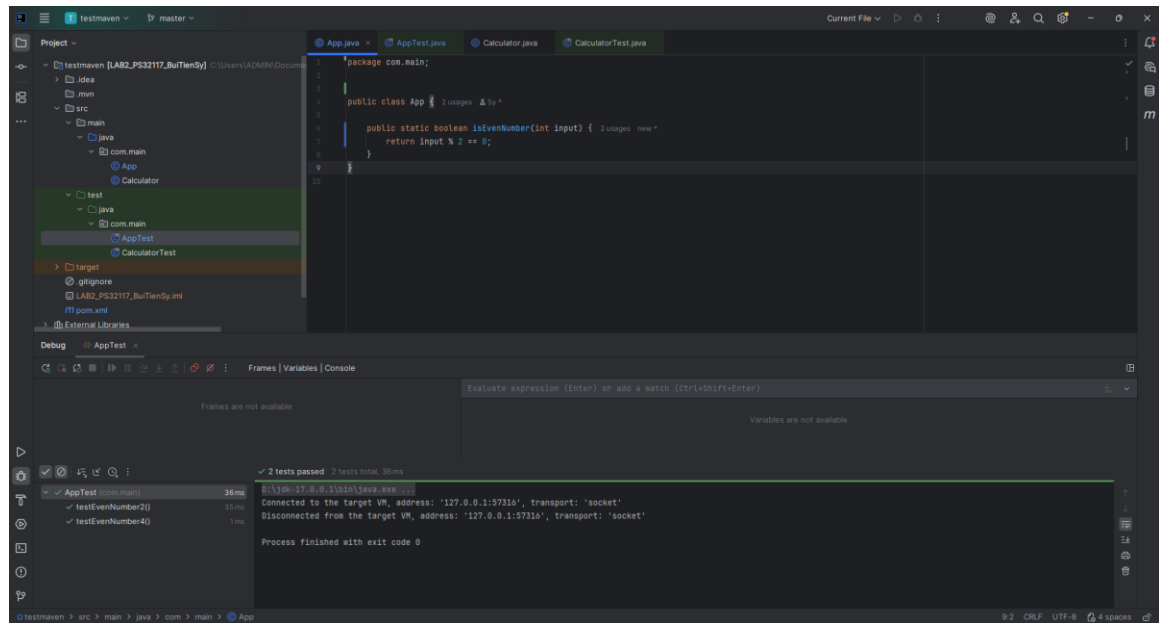 T testmaven master Current File
Project
App.java
AppTest.java
Calculator.java
CalculatorTest.java
testmaven [LAB2_PS32117_BuiTienSy] C:\Users\ADMIN\Docum
.idea
.mvn
src
main
java
com.main
App
Calculator
test
java
com.main
AppTest
CalculatorTest
target
.gitignore
LAB2_PS32117_BuiTienSy.iml
m pom.xml
External Libraries
1 package com.main;
2
3
4 public class App { 2 usages Sy *
5
6 public static boolean isEvenNumber(int input) { 2 usages new *
7 return input % 2 == 0;
8 }
9 }
10
m
Debug AppTest
Frames | Variables | Console
Evaluate expression (Enter) or add a watch (Ctrl+Shift+Enter)
Frames are not available
Variables are not available
2 tests passed 2 tests total, 36 ms
AppTest (com.main) 36 ms
testEvenNumber2() 35 ms
testEvenNumber4() 1 ms
D:\jdk-17.0.0.1\bin\java.exe ...
Connected to the target VM, address: '127.0.0.1:57316', transport: 'socket'
Disconnected from the target VM, address: '127.0.0.1:57316', transport: 'socket'
Process finished with exit code 0
testmaven > src > main > java > com > main > App
9:2 CRLF UTF-8 4 spaces